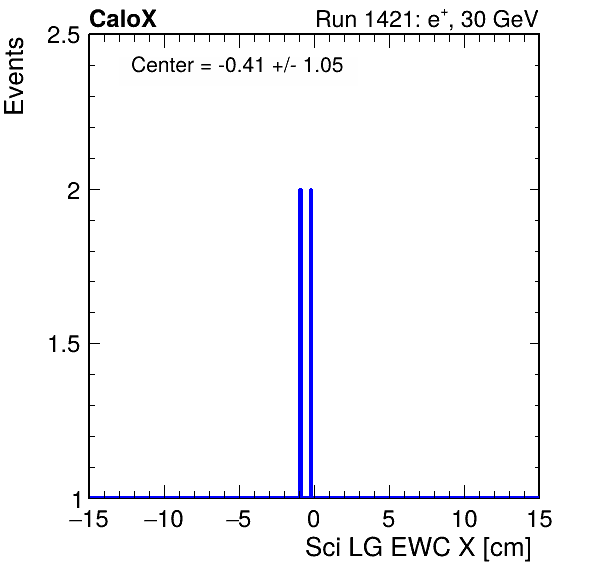 CaloX Run 1421: e⁺, 30 GeV
Center = -0.41 +/- 1.05
Events
2.5
2
1.5
1
−15 −10 −5 0 5 10 15
Sci LG EWC X [cm]